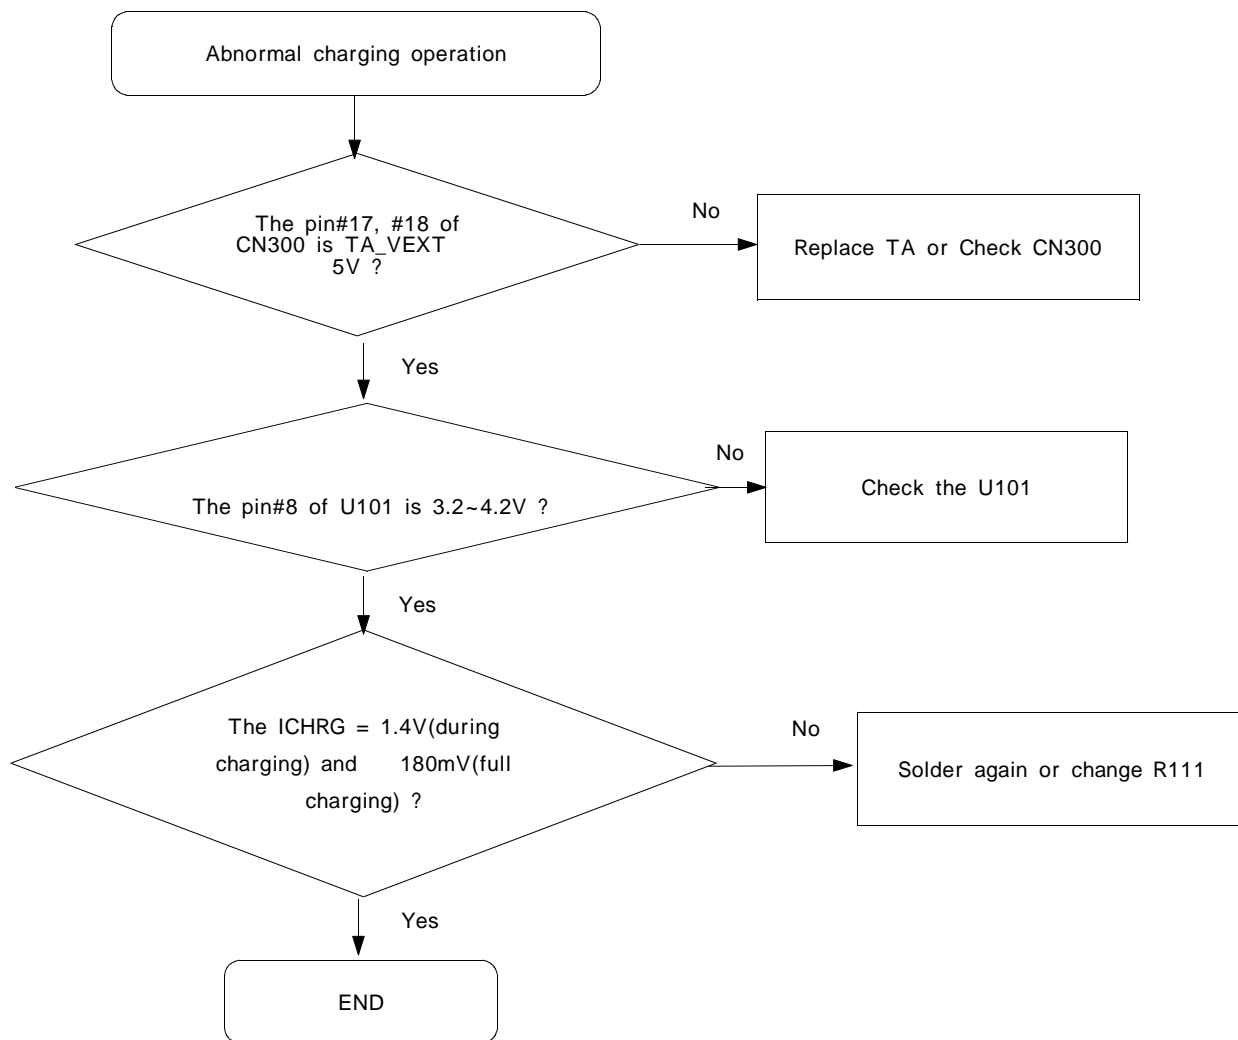 Abnormal charging operation
The pin#17, #18 of
CN300 is TA_VEXT
5V ?
No
Replace TA or Check CN300
Yes
The pin#8 of U101 is 3.2~4.2V ?
No
Check the U101
Yes
The ICHRG = 1.4V(during
charging) and 180mV(full
charging) ?
No
Solder again or change R111
Yes
END